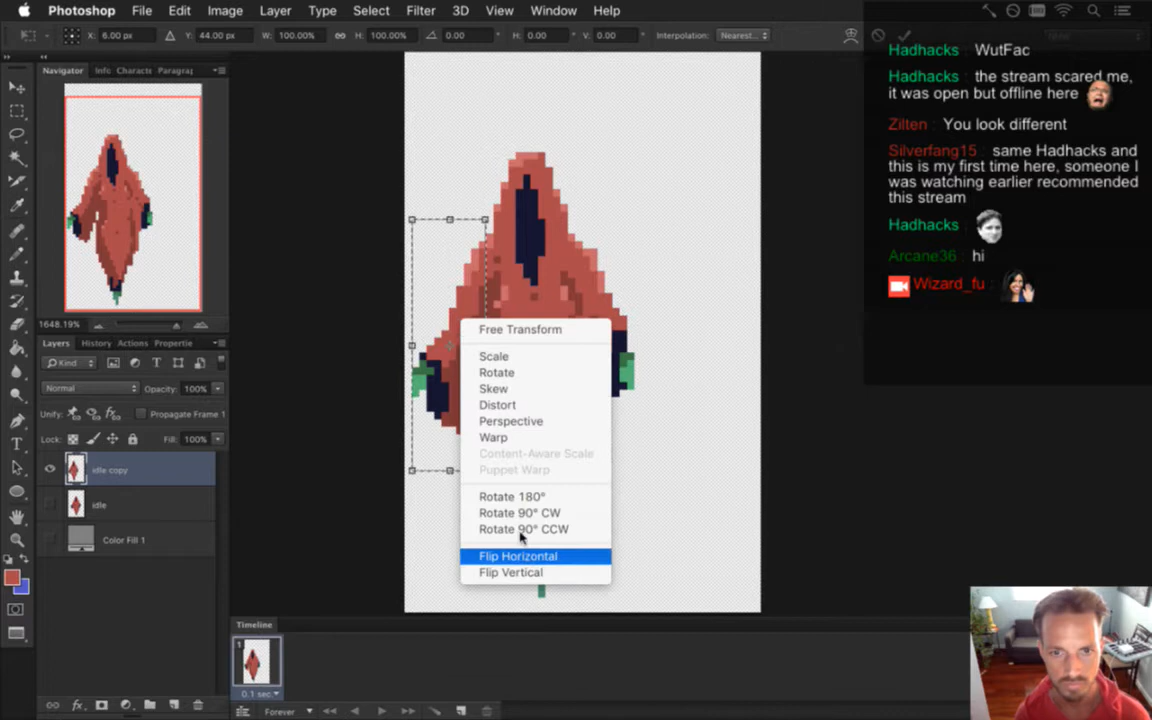 Photoshop File Edit Image Layer Type Select Filter 3D View Window Help
X: 6.00 px Y: 44.00 px W: 100.00% H: 100.00% 0.00 ° H: 0.00 ° V: 0.00 ° Interpolation: Nearest...
Navigator Info Characte Paragraj
1648.19%
Layers History Actions Propertie
Kind
Normal Opacity: 100%
Unify: Propagate Frame 1
Lock: Fill: 100%
idle copy
idle
Color Fill 1
Free Transform
Scale
Rotate
Skew
Distort
Perspective
Warp
Content-Aware Scale
Puppet Warp
Rotate 180°
Rotate 90° CW
Rotate 90° CCW
Flip Horizontal
Flip Vertical
Hadhacks : WutFac
Hadhacks : the stream scared me,
it was open but offline here
Zilten : You look different
Silverfang15 : same Hadhacks and
this is my first time here, someone I
was watching earlier recommended
this stream
Hadhacks :
Arcane36 : hi
Wizard_fu :
Timeline
1
0.1 sec.
Forever